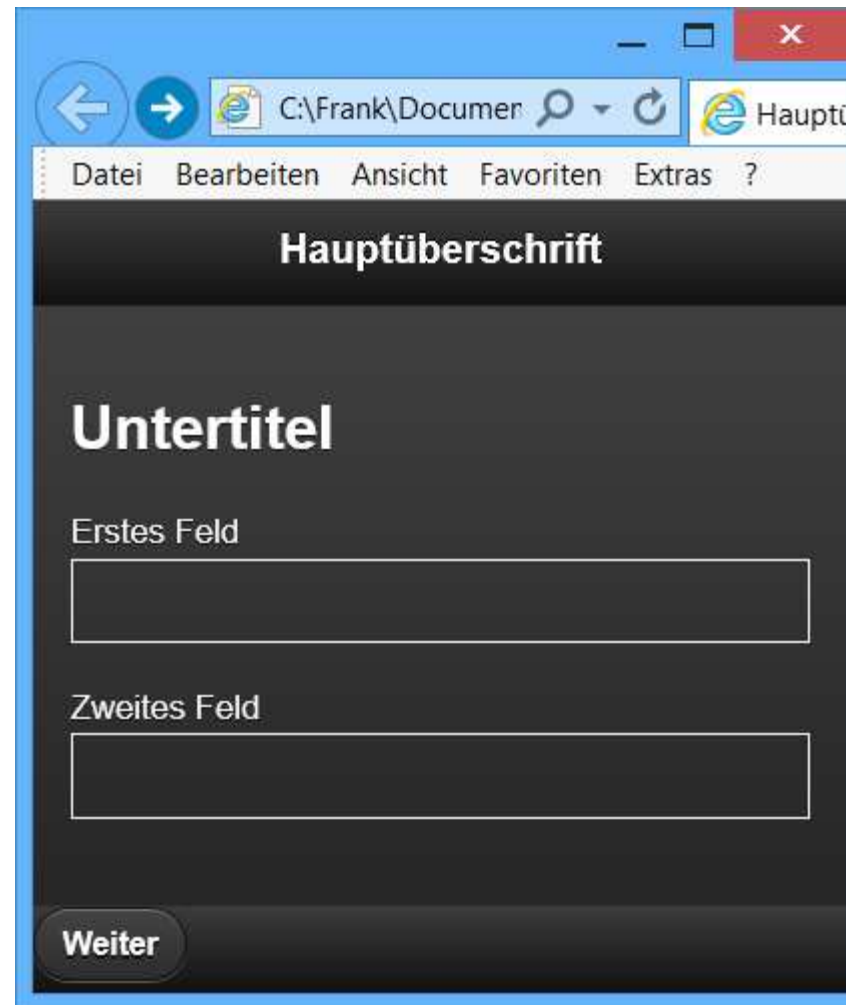 C:\Frank\Documen
Hauptü
Datei Bearbeiten Ansicht Favoriten Extras ?
Hauptüberschrift
Untertitel
Erstes Feld
Zweites Feld
Weiter